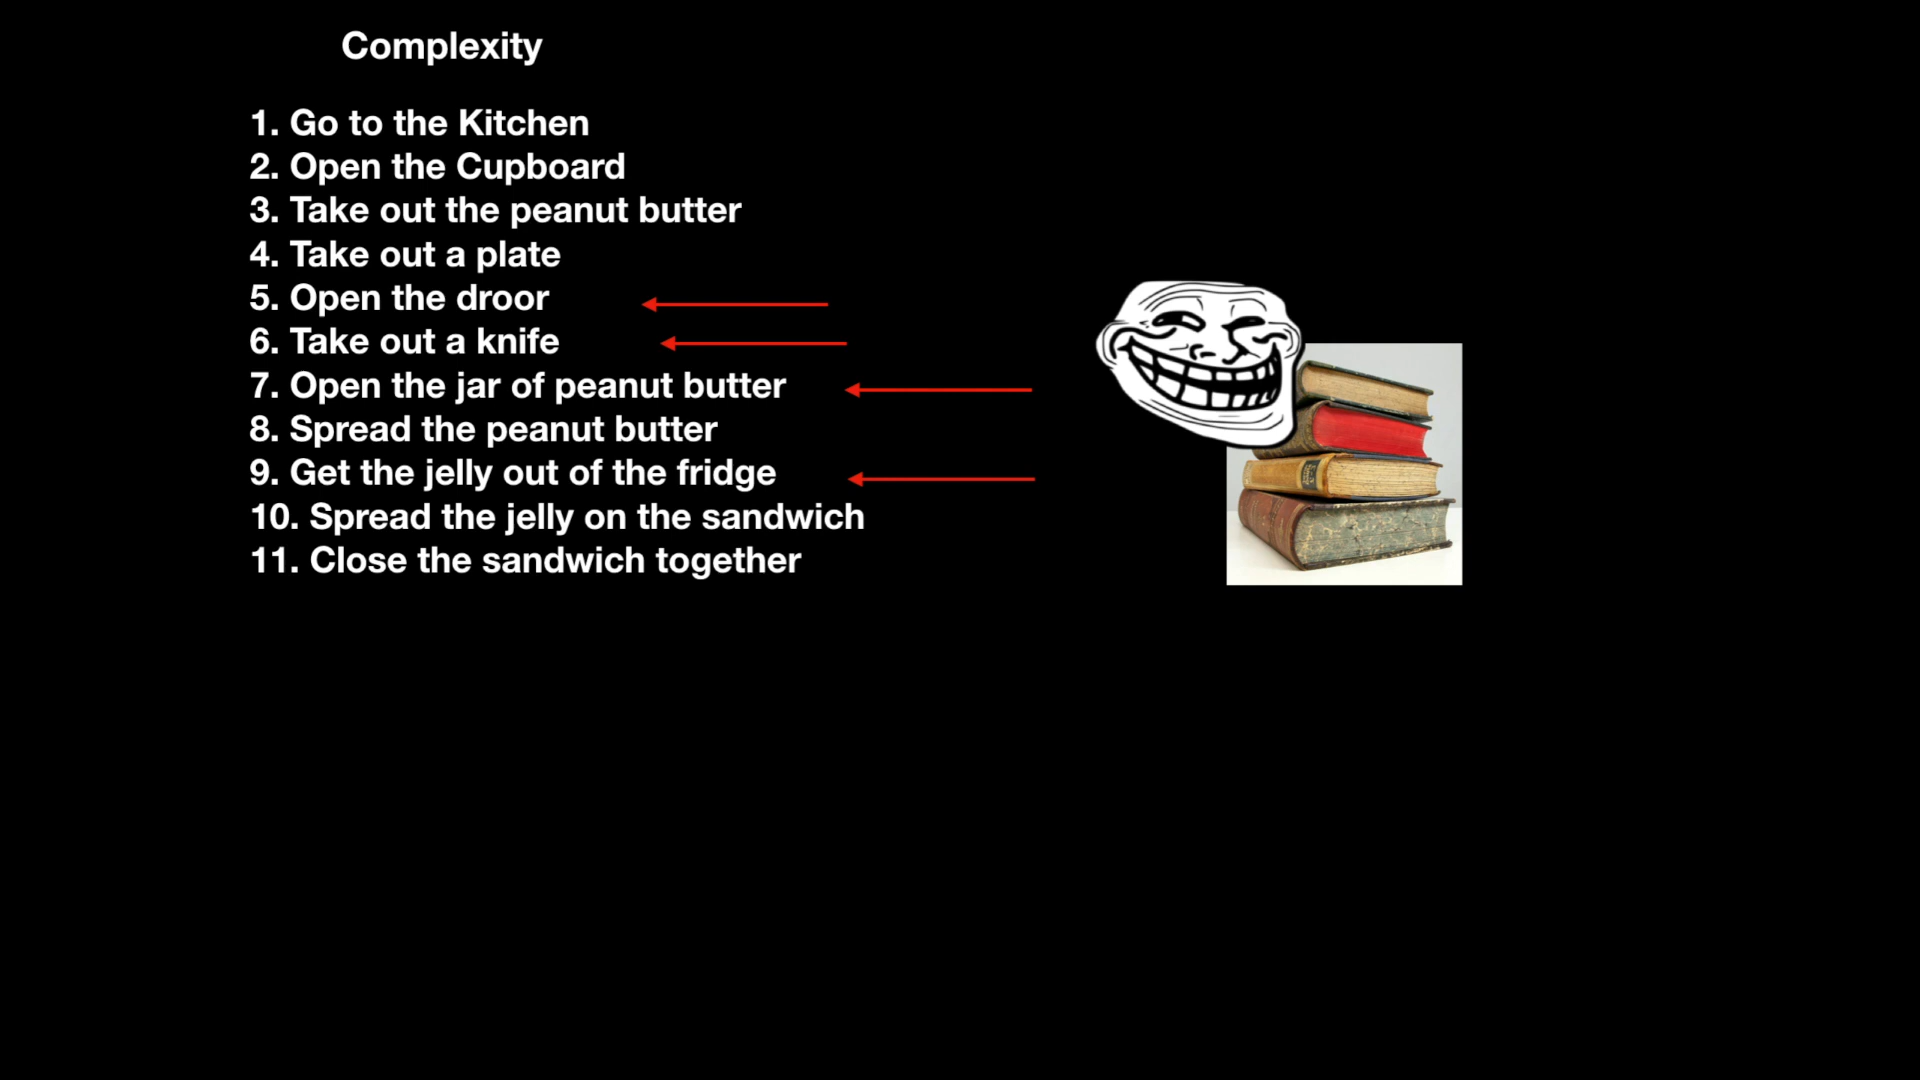 Complexity
1. Go to the Kitchen
2. Open the Cupboard
3. Take out the peanut butter
4. Take out a plate
5. Open the droor
6. Take out a knife
7. Open the jar of peanut butter
8. Spread the peanut butter
9. Get the jelly out of the fridge
10. Spread the jelly on the sandwich
11. Close the sandwich together